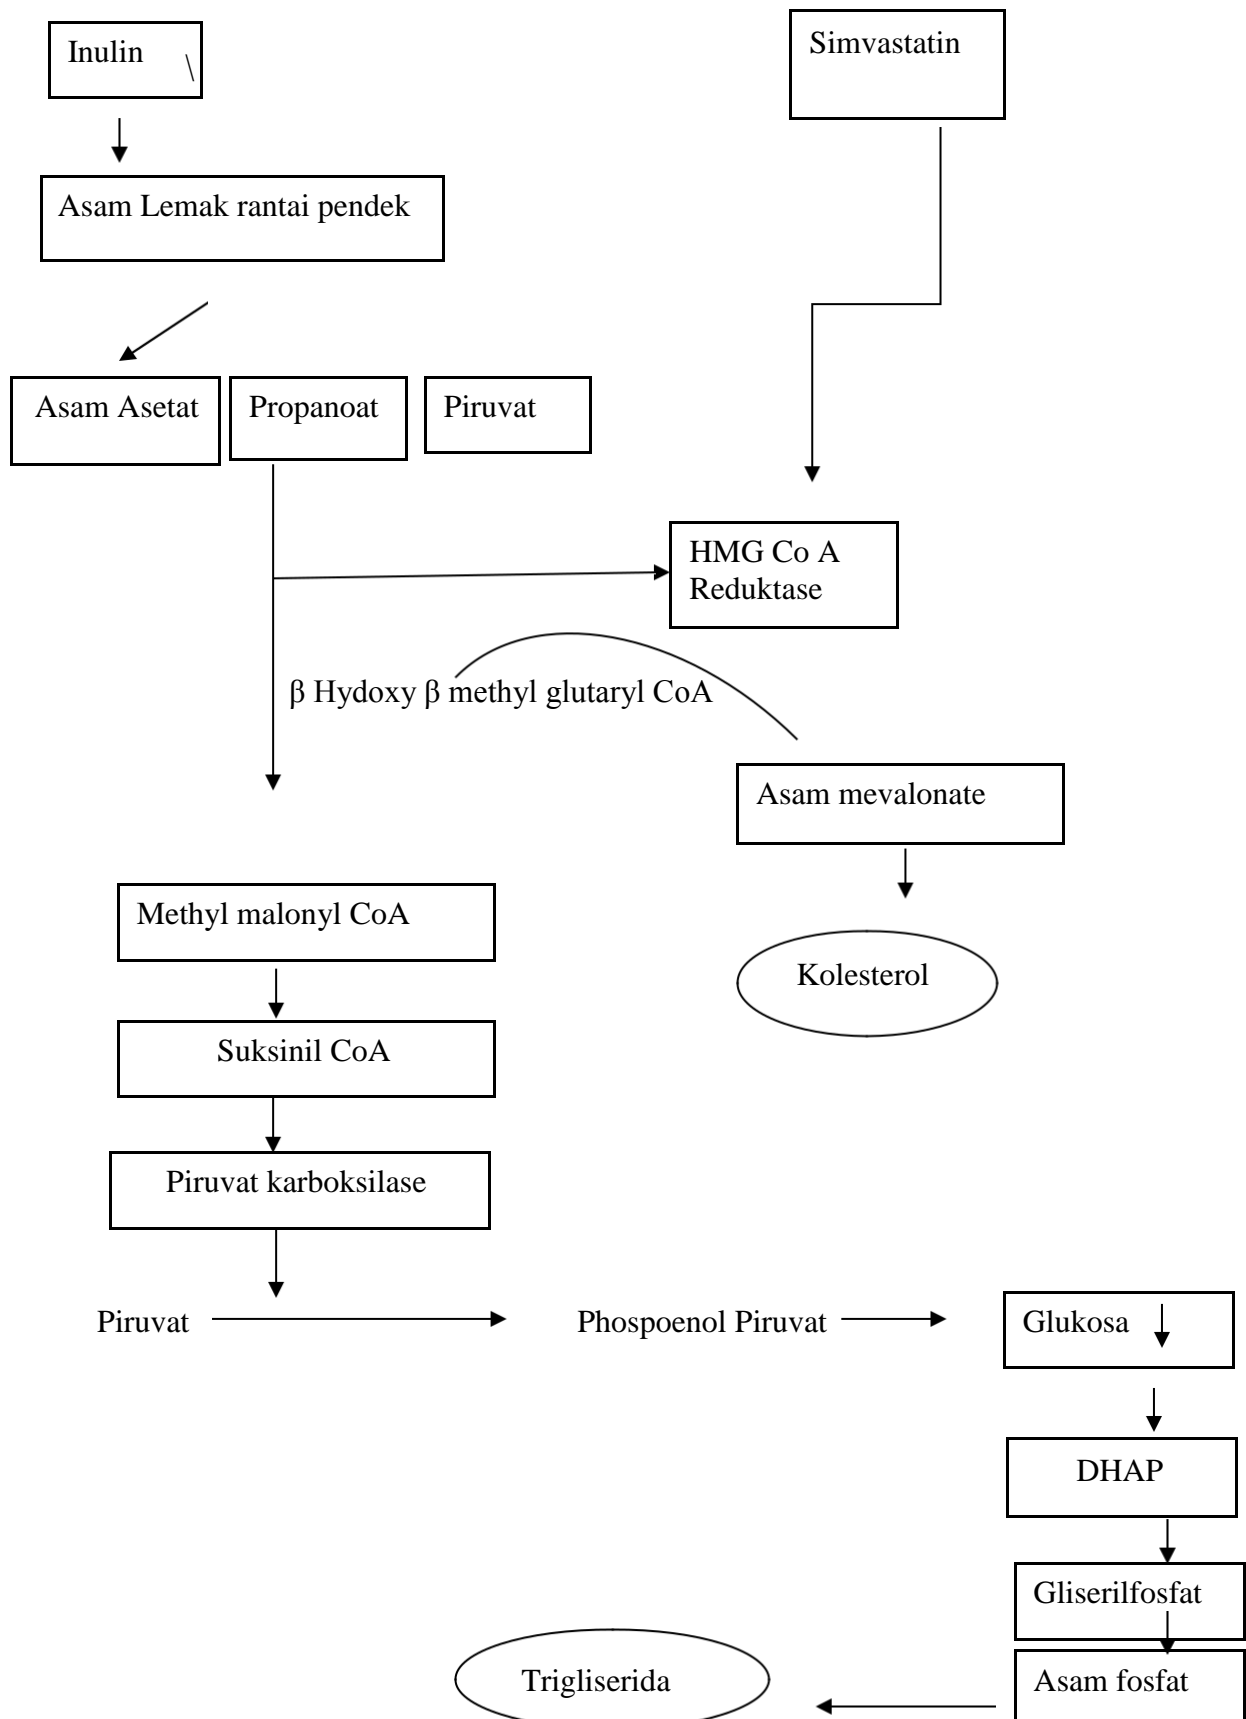 Inulin \
Simvastatin
Asam Lemak rantai pendek
Asam Asetat
Propanoat
Piruvat
HMG Co A
Reduktase
β Hydoxy β methyl glutaryl CoA
Asam mevalonate
Methyl malonyl CoA
Kolesterol
Suksinil CoA
Piruvat karboksilase
Piruvat
Phospoenol Piruvat
Glukosa
DHAP
Gliserilfosfat
Trigliserida
Asam fosfat